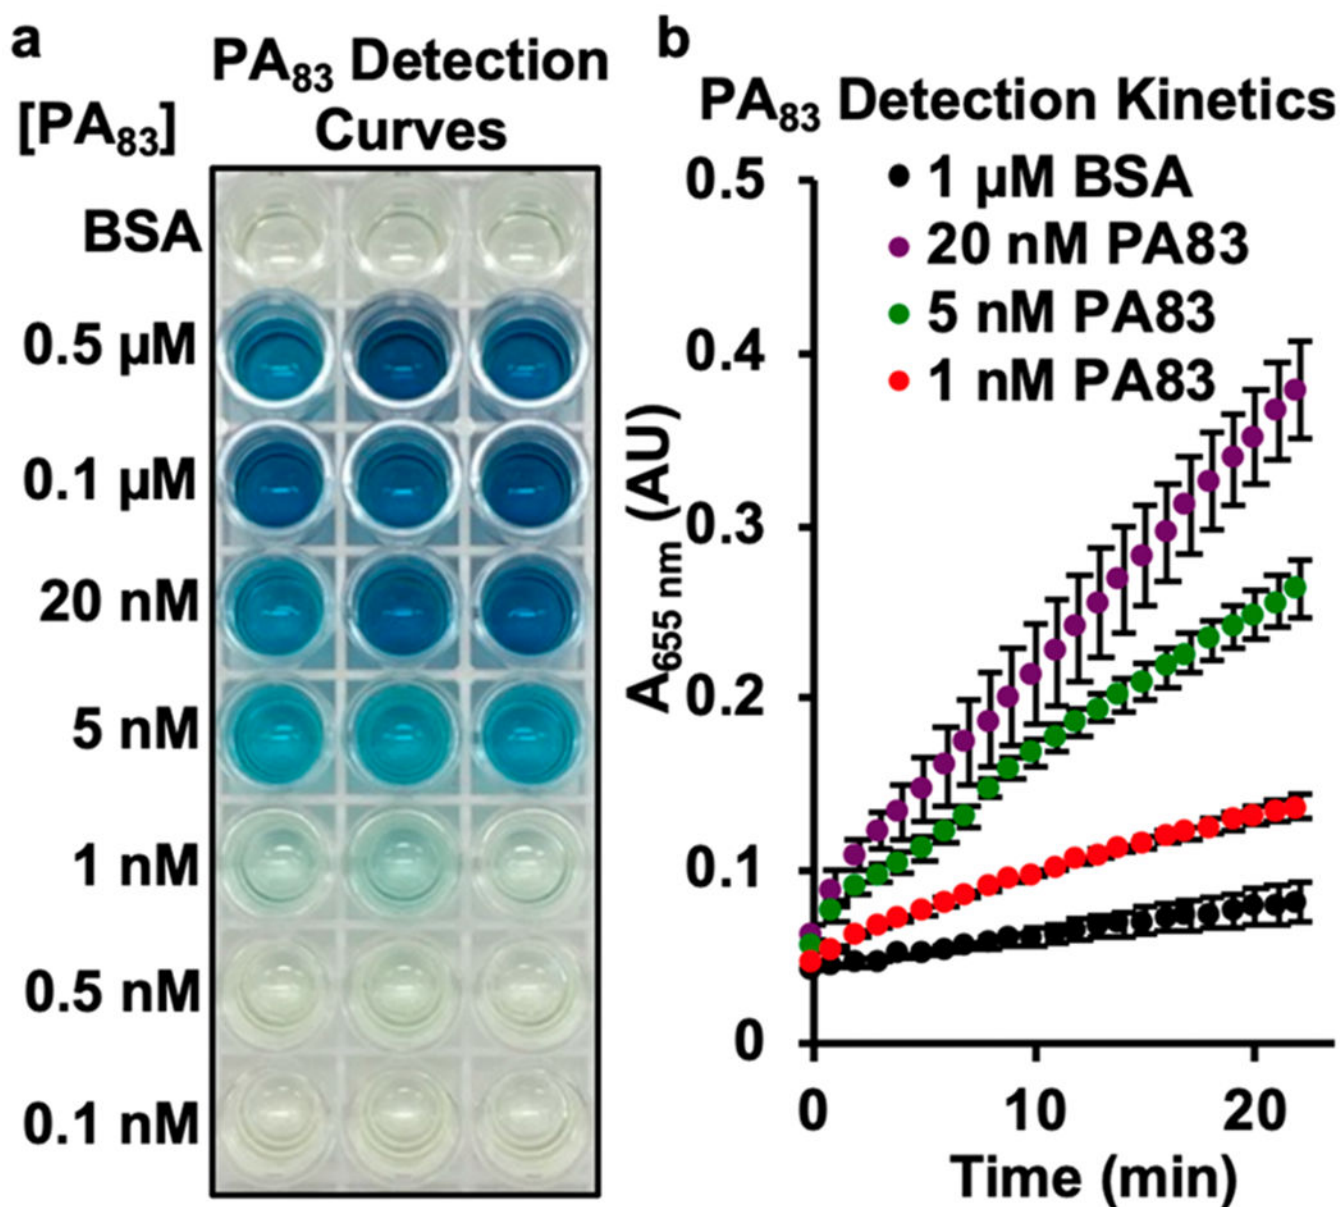 a
PA83 Detection
Curves
[PA83]
BSA
0.5 µM
0.1 µM
20 nM
5 nM
1 nM
0.5 nM
0.1 nM
b
PA83 Detection Kinetics
1 µM BSA
20 nM PA83
5 nM PA83
1 nM PA83
A655 nm (AU)
0.5
0.4
0.3
0.2
0.1
0
0 10 20
Time (min)